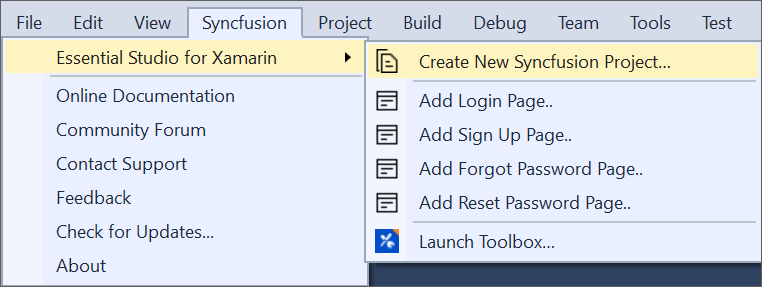 File Edit View Syncfusion Project Build Debug Team Tools Test
Essential Studio for Xamarin
Online Documentation
Community Forum
Contact Support
Feedback
Check for Updates...
About
Create New Syncfusion Project...
Add Login Page..
Add Sign Up Page..
Add Forgot Password Page..
Add Reset Password Page..
Launch Toolbox...